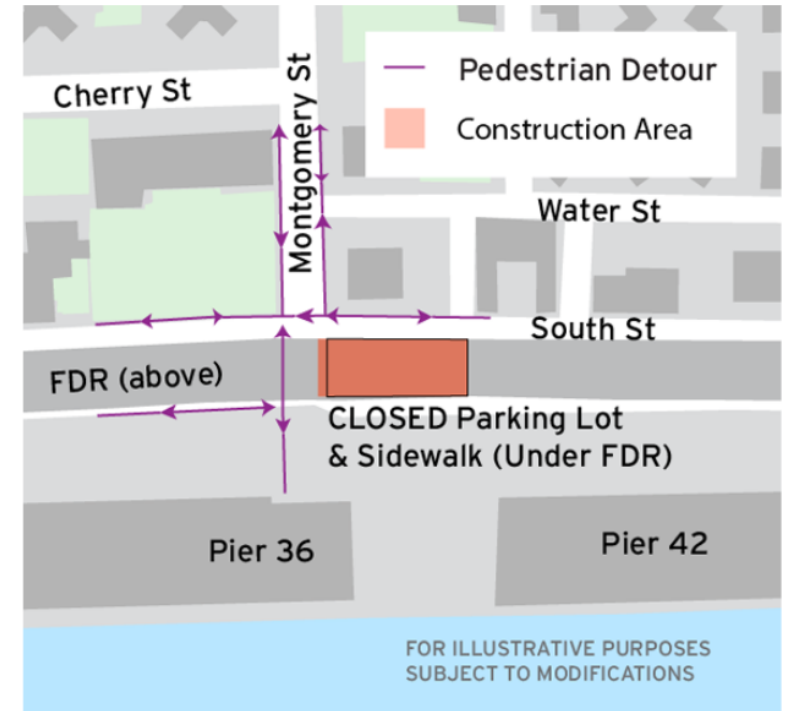 Cherry St
Montgomery St
Pedestrian Detour
Construction Area
Water St
South St
FDR (above)
CLOSED Parking Lot
& Sidewalk (Under FDR)
Pier 36
Pier 42
FOR ILLUSTRATIVE PURPOSES
SUBJECT TO MODIFICATIONS